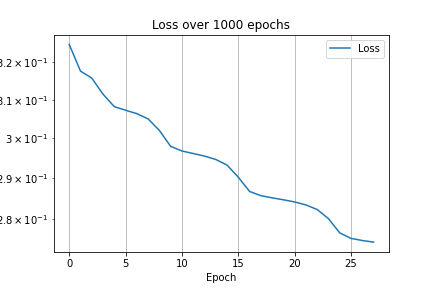 Loss over 1000 epochs
Loss
3.2 × 10⁻¹
3.1 × 10⁻¹
3 × 10⁻¹
2.9 × 10⁻¹
2.8 × 10⁻¹
0 5 10 15 20 25
Epoch